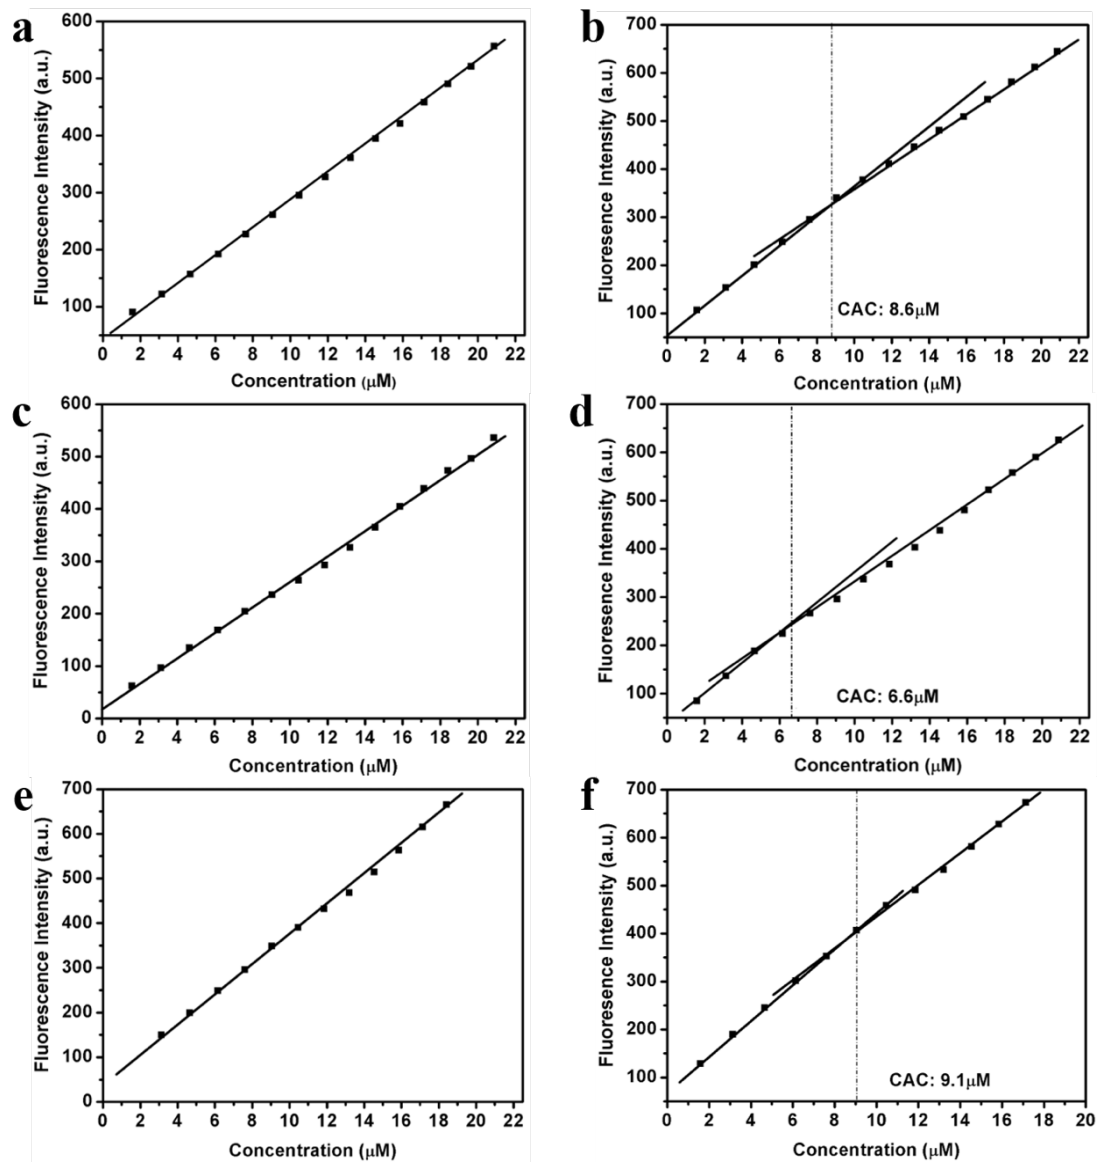 a
600
500
400
300
200
100
0 2 4 6 8 10 12 14 16 18 20 22
Fluorescence Intensity (a.u.)
Concentration (μM)
b
700
600
500
400
300
200
100
0 2 4 6 8 10 12 14 16 18 20 22
Fluoresence Intensity (a.u.)
Concentration (μM)
CAC: 8.6μM
c
600
500
400
300
200
100
0
0 2 4 6 8 10 12 14 16 18 20 22
Fluorescence Intensity (a.u.)
Concentration (μM)
d
700
600
500
400
300
200
100
0 2 4 6 8 10 12 14 16 18 20 22
Fluoresence Intensity (a.u.)
Concentration (μM)
CAC: 6.6μM
e
700
600
500
400
300
200
100
0
0 2 4 6 8 10 12 14 16 18 20 22
Fluorescence Intensity (a.u.)
Concentration (μM)
f
700
600
500
400
300
200
100
0 2 4 6 8 10 12 14 16 18 20
Fluoresence Intensity (a.u.)
Concentration (μM)
CAC: 9.1μM